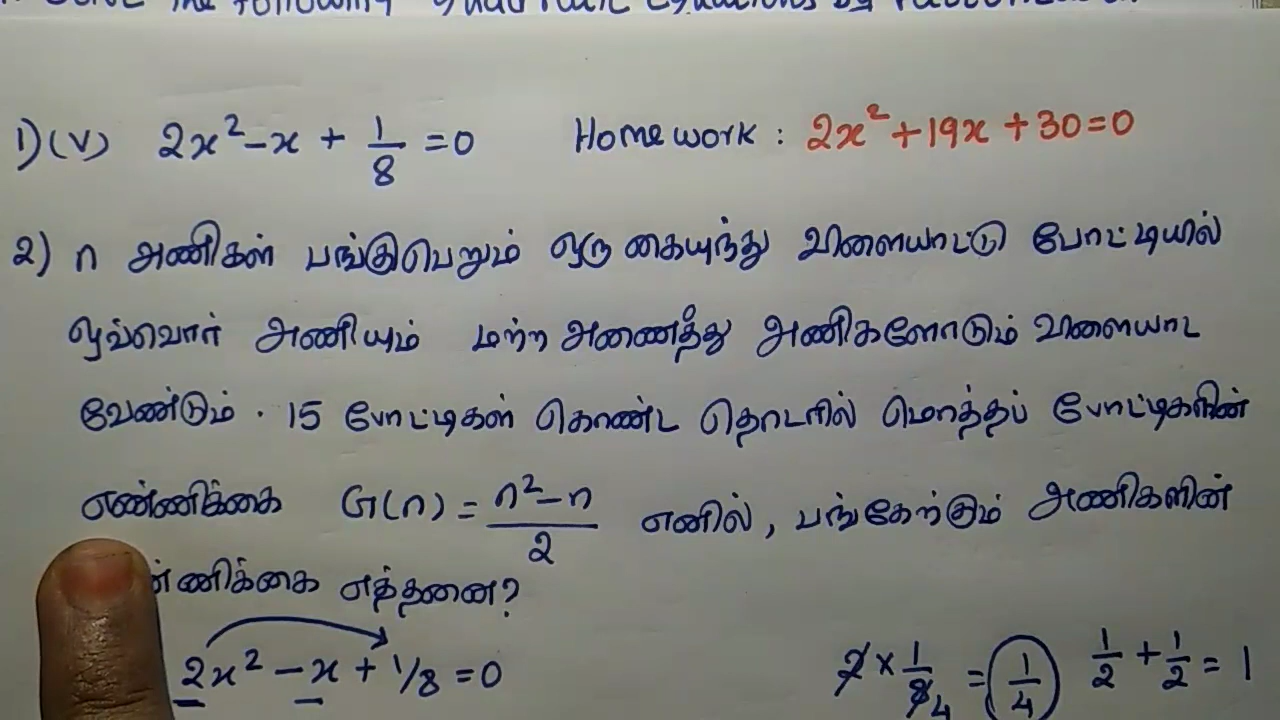 1)(v) 2x² - x + 1/8 = 0 Homework : 2x² + 19x + 30 = 0
2) n அணிகள் பங்குபெறும் ஒரு கையுந்து விளையாட்டு போட்டியில்
ஒவ்வொர் அணியும் மற்ற அணைத்து அணிகளோடும் விளையாட
வேண்டும். 15 போட்டிகள் கொண்ட தொடரில் மொத்தப் போட்டிகளின்
எண்ணிக்கை G(n) = n² - n / 2 எனில், பங்கேற்கும் அணிகளின்
ண்ணிக்கை எத்தனை?
2x² - x + 1/8 = 0 2 × 1/8 4 = 1/4 1/2 + 1/2 = 1